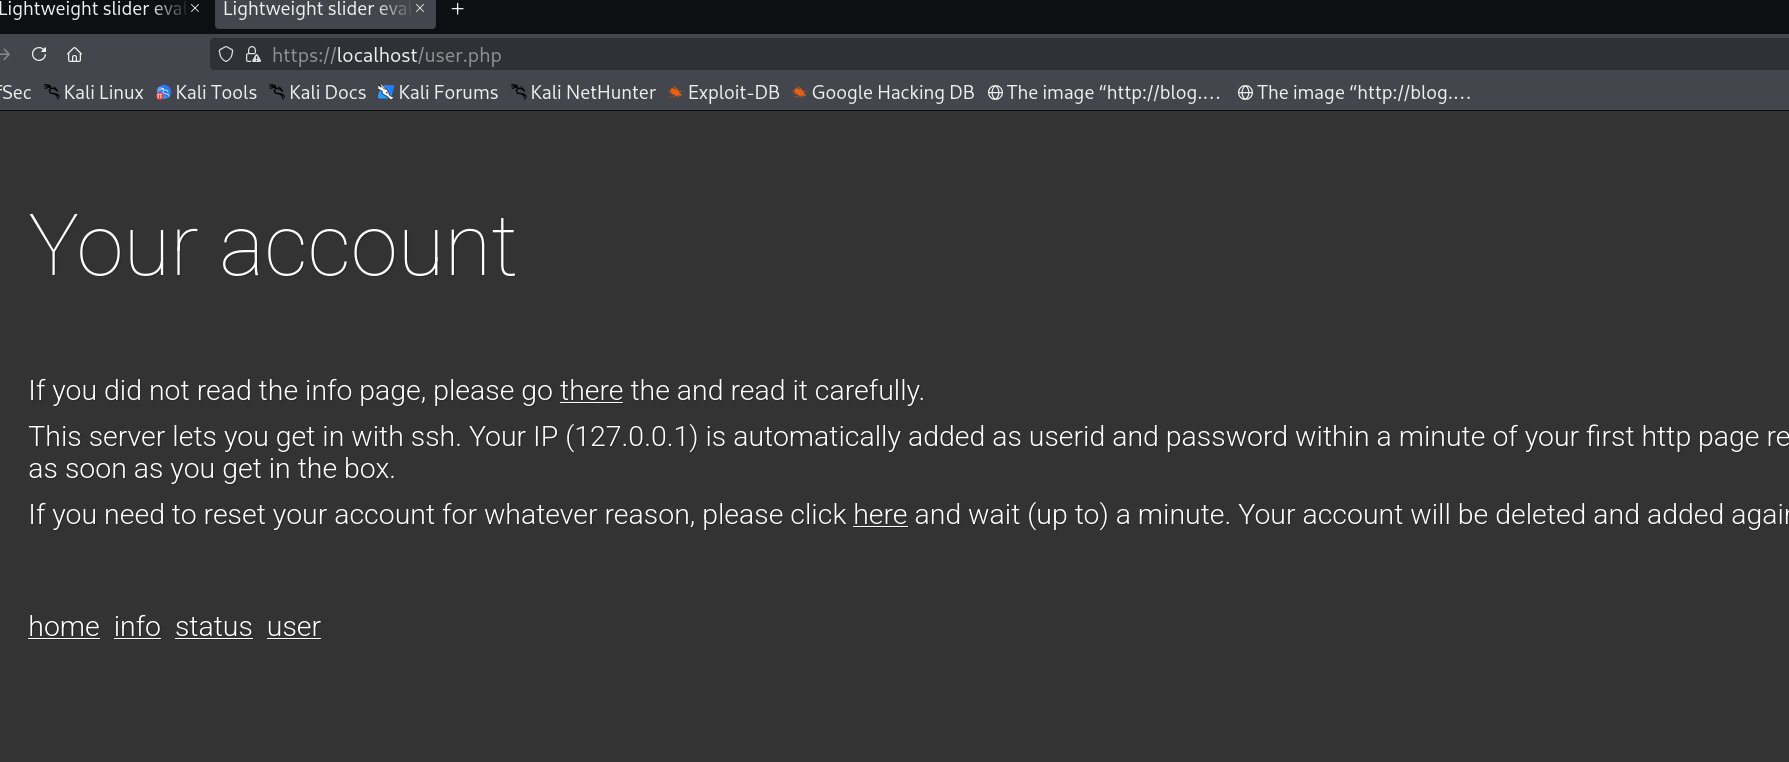 Lightweight slider eval
Lightweight slider eval
https://localhost/user.php
fSec Kali Linux Kali Tools Kali Docs Kali Forums Kali NetHunter Exploit-DB Google Hacking DB The image “http://blog.... The image “http://blog....
Your account
If you did not read the info page, please go there the and read it carefully.
This server lets you get in with ssh. Your IP (127.0.0.1) is automatically added as userid and password within a minute of your first http page re
as soon as you get in the box.
If you need to reset your account for whatever reason, please click here and wait (up to) a minute. Your account will be deleted and added again
home info status user